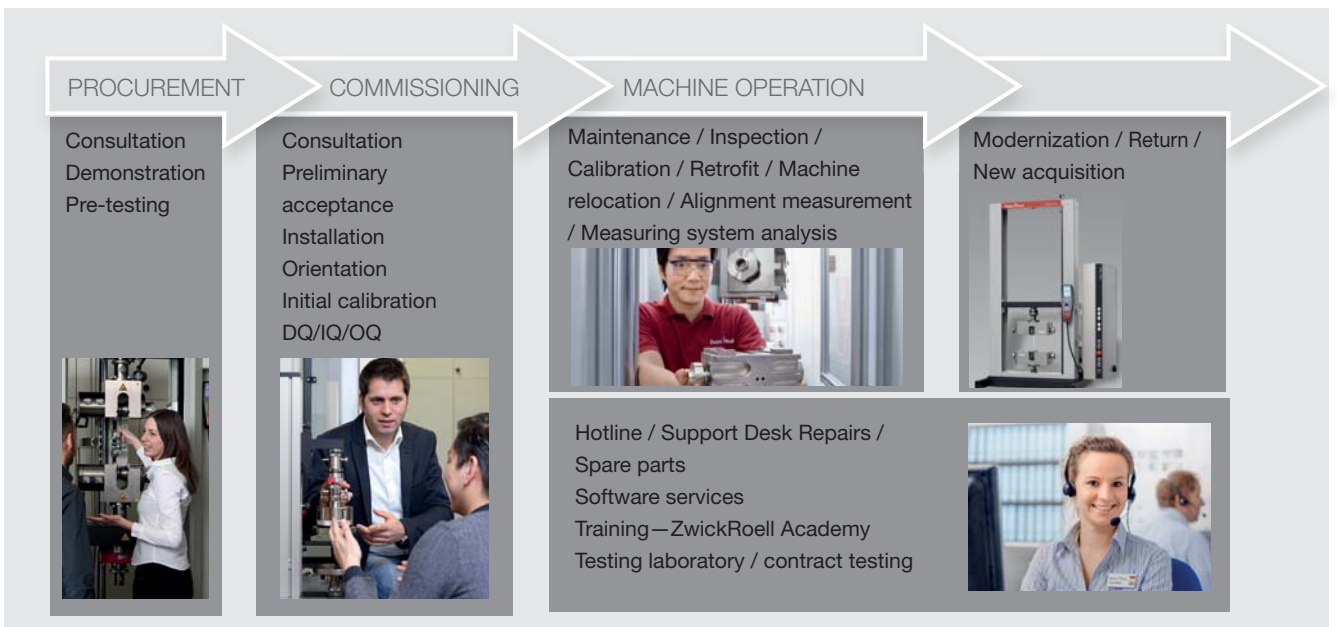 PROCUREMENT
COMMISSIONING
MACHINE OPERATION
Consultation
Demonstration
Pre-testing
Consultation
Preliminary
acceptance
Installation
Orientation
Initial calibration
DQ/IQ/OQ
Maintenance / Inspection /
Calibration / Retrofit / Machine
relocation / Alignment measurement
/ Measuring system analysis
Modernization / Return /
New acquisition
Hotline / Support Desk Repairs /
Spare parts
Software services
Training—ZwickRoell Academy
Testing laboratory / contract testing